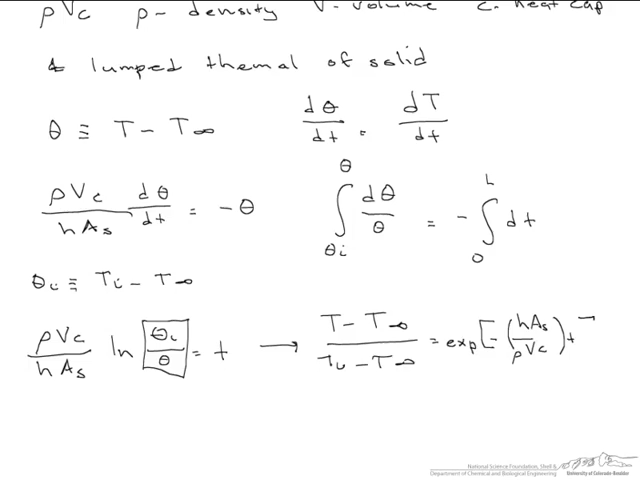 ρVc ρ - density V - volume c. heat cap
& lumped themal of solid
θ ≡ T - T∞ dθ/dt = dT/dt
ρVc/hAs dθ/dt = -θ ∫θi^θ dθ/θ = -∫0^t dt
θi ≡ Ti - T∞
ρVc/hAs ln θi/θ = t → T - T∞/Ti - T∞ = exp[-(hAs/ρVc)t]
National Science Foundation, Shell &
Department of Chemical and Biological Engineering University of Colorado Boulder